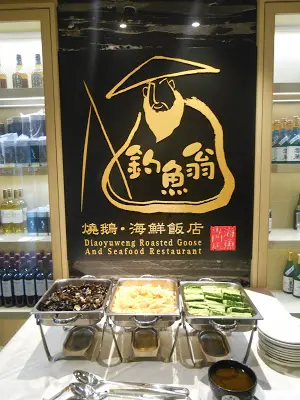 釣魚翁
燒鵝·海鮮飯店
Diaoyuweng Roasted Goose
And Seafood Restaurant